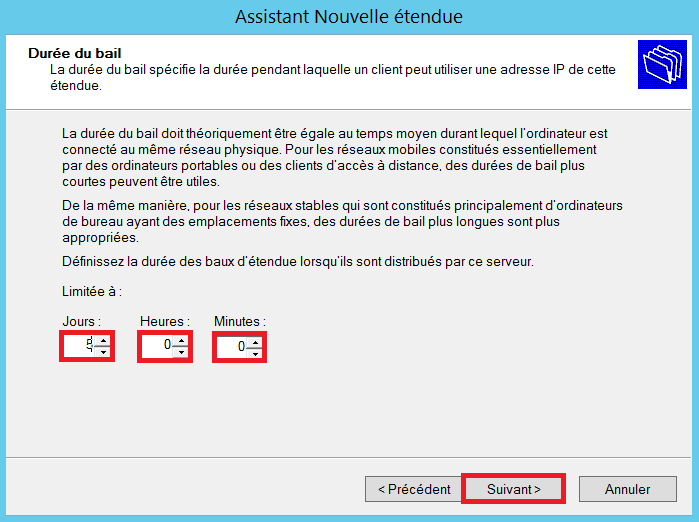 Assistant Nouvelle étendue
Durée du bail
La durée du bail spécifie la durée pendant laquelle un client peut utiliser une adresse IP de cette
étendue.
La durée du bail doit théoriquement être égale au temps moyen durant lequel l'ordinateur est
connecté au même réseau physique. Pour les réseaux mobiles constitués essentiellement
par des ordinateurs portables ou des clients d'accès à distance, des durées de bail plus
courtes peuvent être utiles.
De la même manière, pour les réseaux stables qui sont constitués principalement d'ordinateurs
de bureau ayant des emplacements fixes, des durées de bail plus longues sont plus
appropriées.
Définissez la durée des baux d'étendue lorsqu'ils sont distribués par ce serveur.
Limitée à :
Jours : Heures : Minutes :
5 0 0
< Précédent Suivant > Annuler